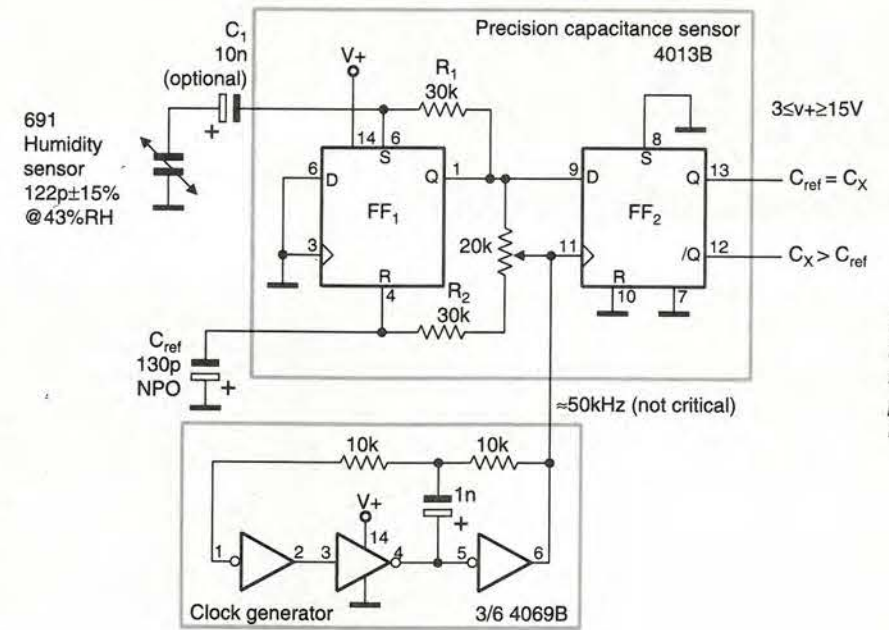 Precision capacitance sensor
4013B
C1
10n
(optional)
+
V+
R1
30k
691
Humidity
sensor
122p±15%
@43%RH
14
6
S
6
D
Q
1
FF1
3
R
4
20k
R2
30k
8
S
9
D
Q
13
FF2
11
/Q
12
R
10
7
3≤v+≥15V
Cref = CX
CX > Cref
Cref
130p
NPO
+
≈50kHz (not critical)
10k
10k
1n
+
V+
14
1
2
3
4
5
6
Clock generator
3/6 4069B